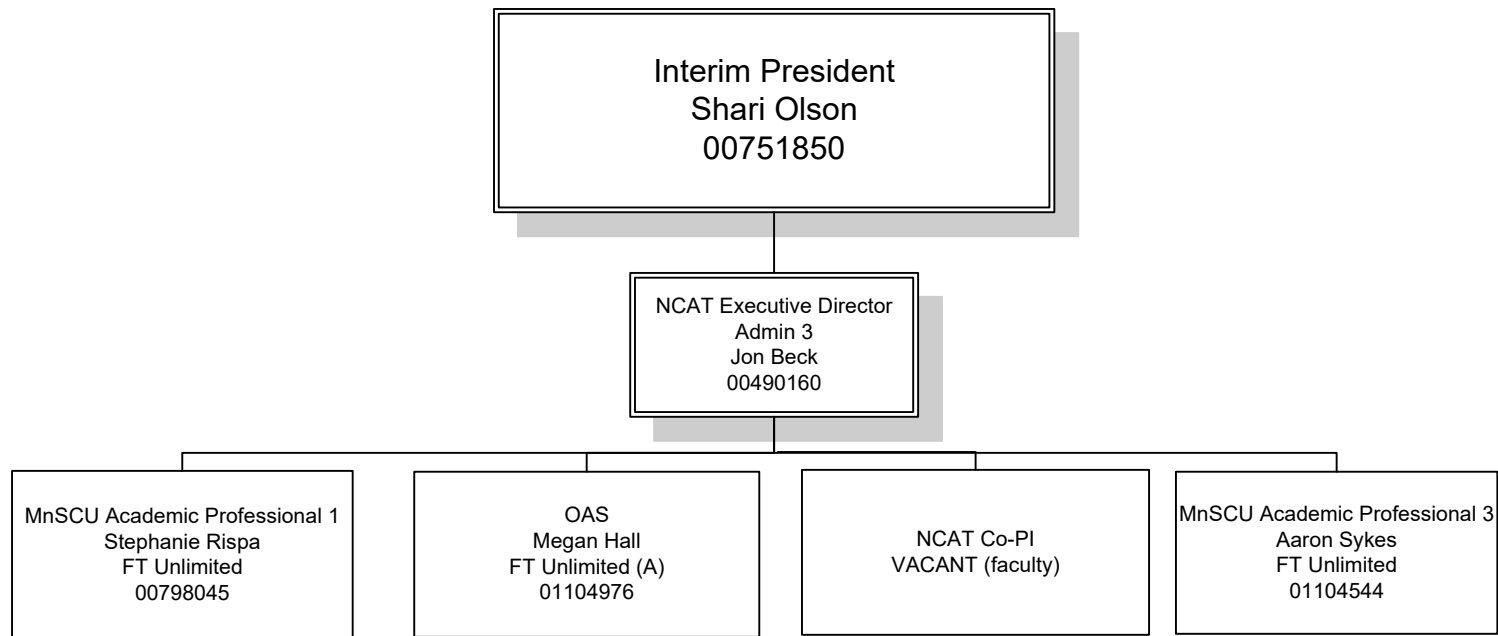 Interim President
Shari Olson
00751850
NCAT Executive Director
Admin 3
Jon Beck
00490160
MnSCU Academic Professional 1
Stephanie Rispa
FT Unlimited
00798045
OAS
Megan Hall
FT Unlimited (A)
01104976
NCAT Co-PI
VACANT (faculty)
MnSCU Academic Professional 3
Aaron Sykes
FT Unlimited
01104544